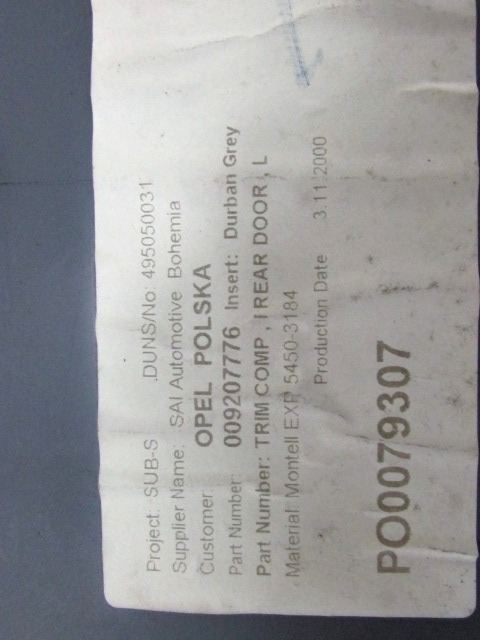 Project: SUB-S .DUNS/No: 495050031
Supplier Name: SAI Automotive Bohemia
Customer: OPEL POLSKA
Part Number: 009207776 Insert: Durban Grey
Part Number: TRIM COMP , I REAR DOOR , L
Material: Montell EXP 5450-3184
Production Date 3.11.2000
PO0079307